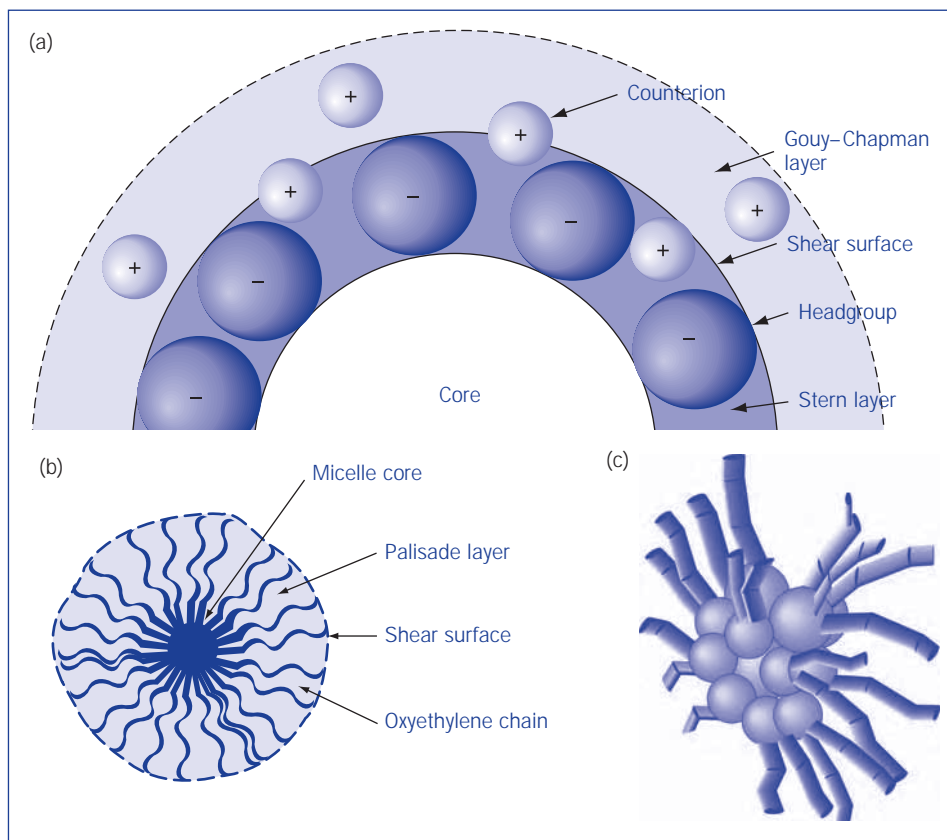 (a)
Counterion
Gouy–Chapman
layer
Shear surface
Headgroup
Stern layer
Core
+
+
+
+
+
+
–
–
–
–
–
(b)
Micelle core
Palisade layer
Shear surface
Oxyethylene chain
(c)